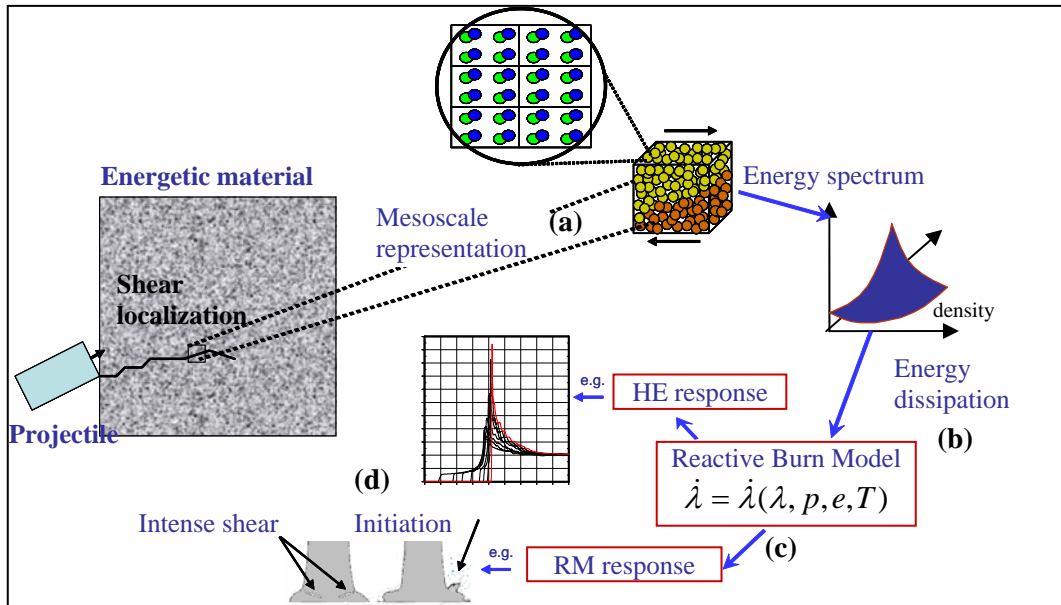 Energetic material
Mesoscale
representation
(a)
Energy spectrum
Shear
localization
density
Projectile
Energy
dissipation
(b)
HE response
e.g.
Reactive Burn Model
λ̇ = λ̇(λ, p, e, T)
(c)
(d)
Intense shear
Initiation
e.g.
RM response